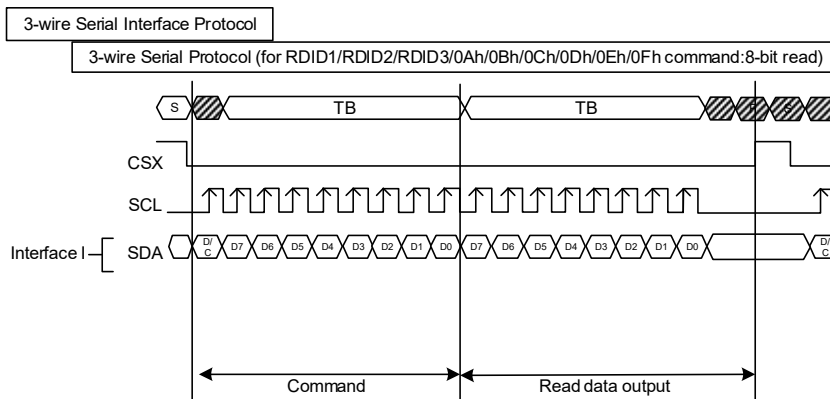 3-wire Serial Interface Protocol
3-wire Serial Protocol (for RDID1/RDID2/RDID3/0Ah/0Bh/0Ch/0Dh/0Eh/0Fh command:8-bit read)
S TB TB P S
CSX
SCL
Interface I SDA D/C D7 D6 D5 D4 D3 D2 D1 D0 D7 D6 D5 D4 D3 D2 D1 D0 D/C
Command Read data output